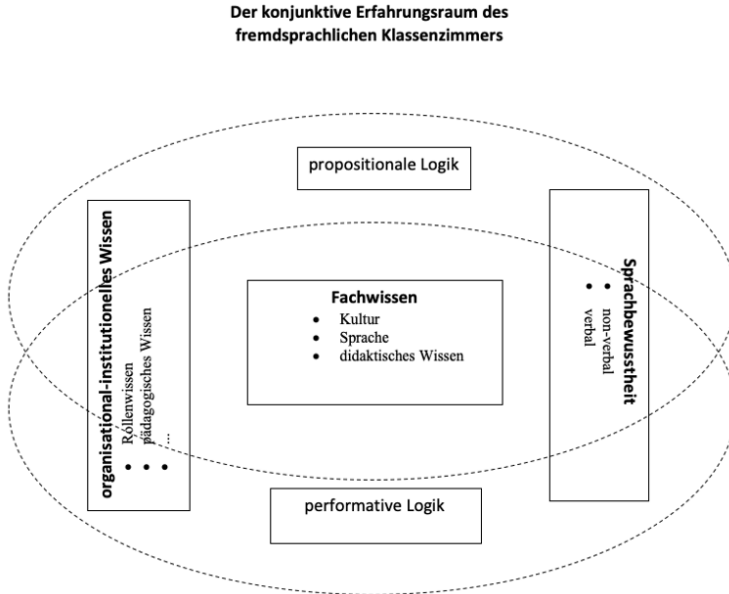 Der konjunktive Erfahrungsraum des
fremdsprachlichen Klassenzimmers
propositionale Logik
organisational-institutionelles Wissen
• Rollenwissen
• pädagogisches Wissen
• ...
Fachwissen
• Kultur
• Sprache
• didaktisches Wissen
Sprachbewusstheit
• non-verbal
• verbal
performative Logik